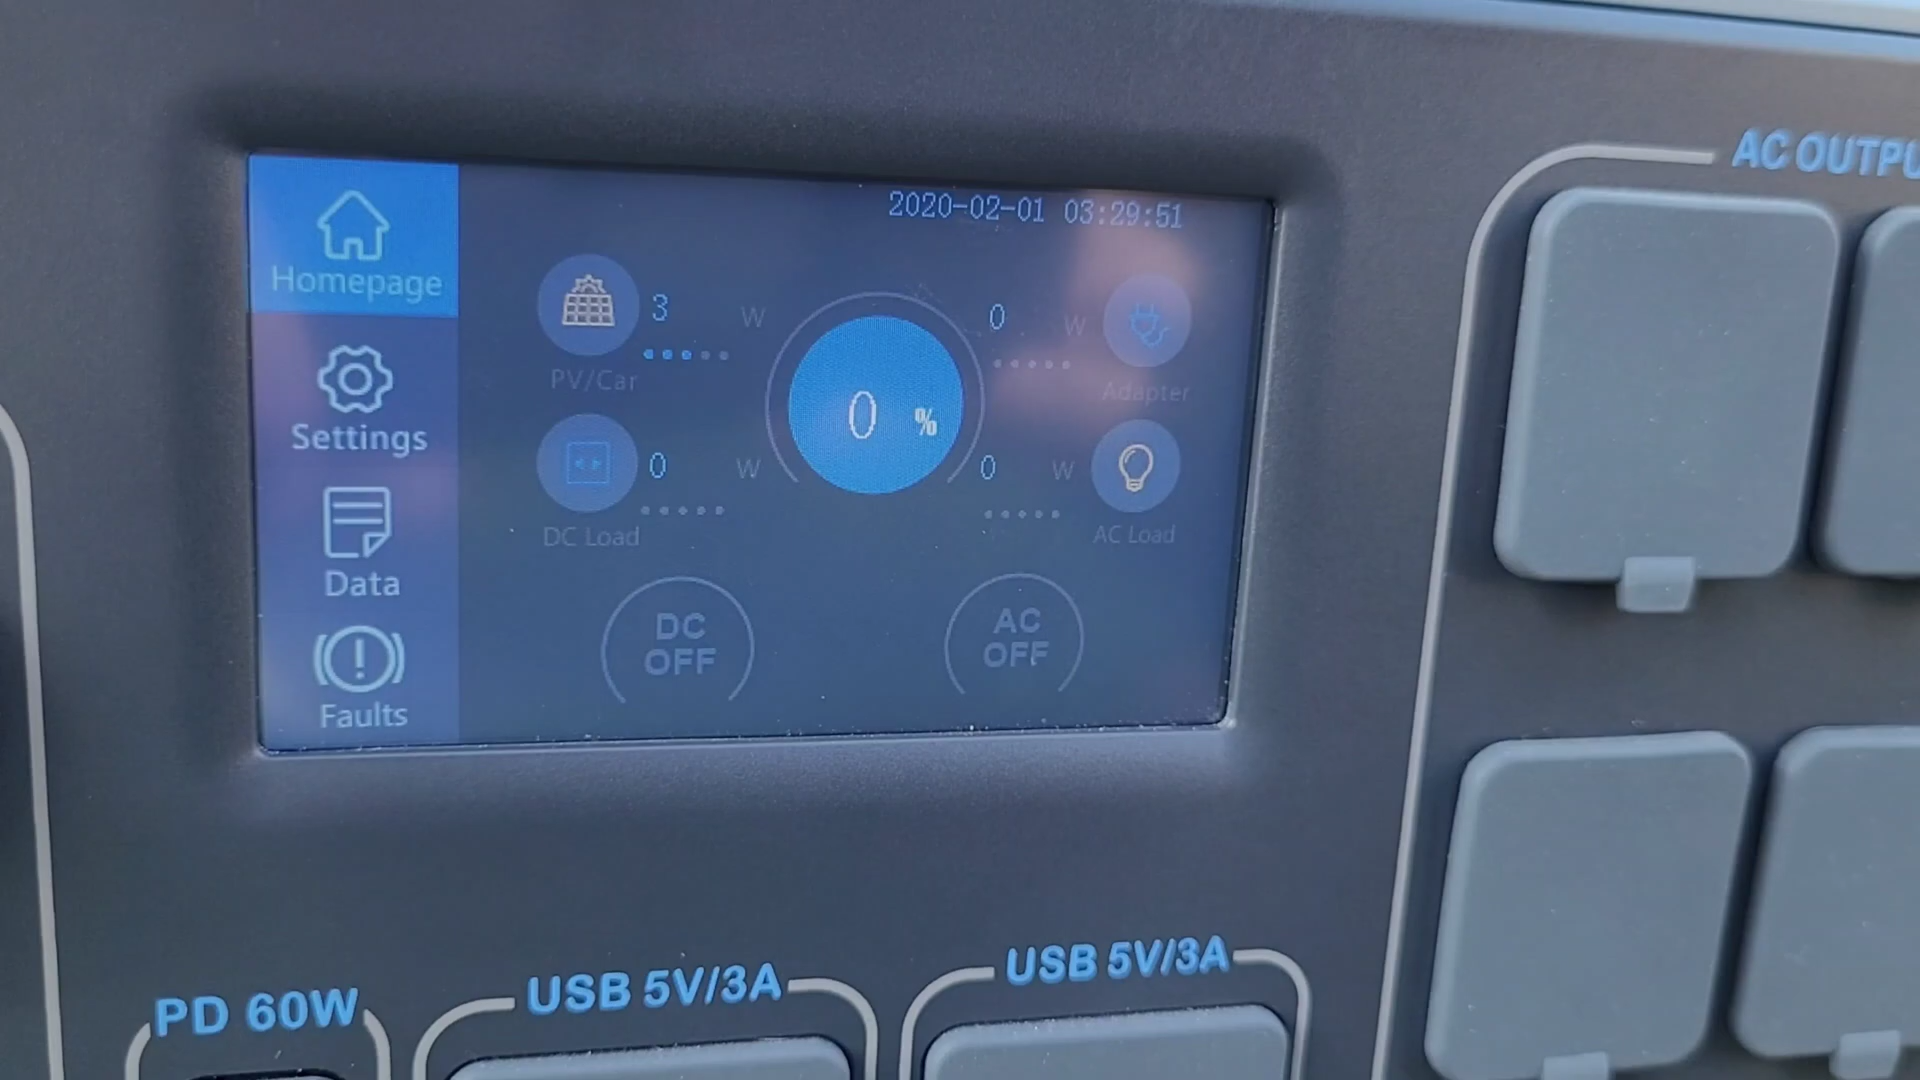 AC OUTPU
2020-02-01 03:29:51
Homepage
3 W
0 W
PV/Car
Adapter
0 %
Settings
0 W
0 W
DC Load
AC Load
Data
DC
OFF
AC
OFF
Faults
PD 60W
USB 5V/3A
USB 5V/3A